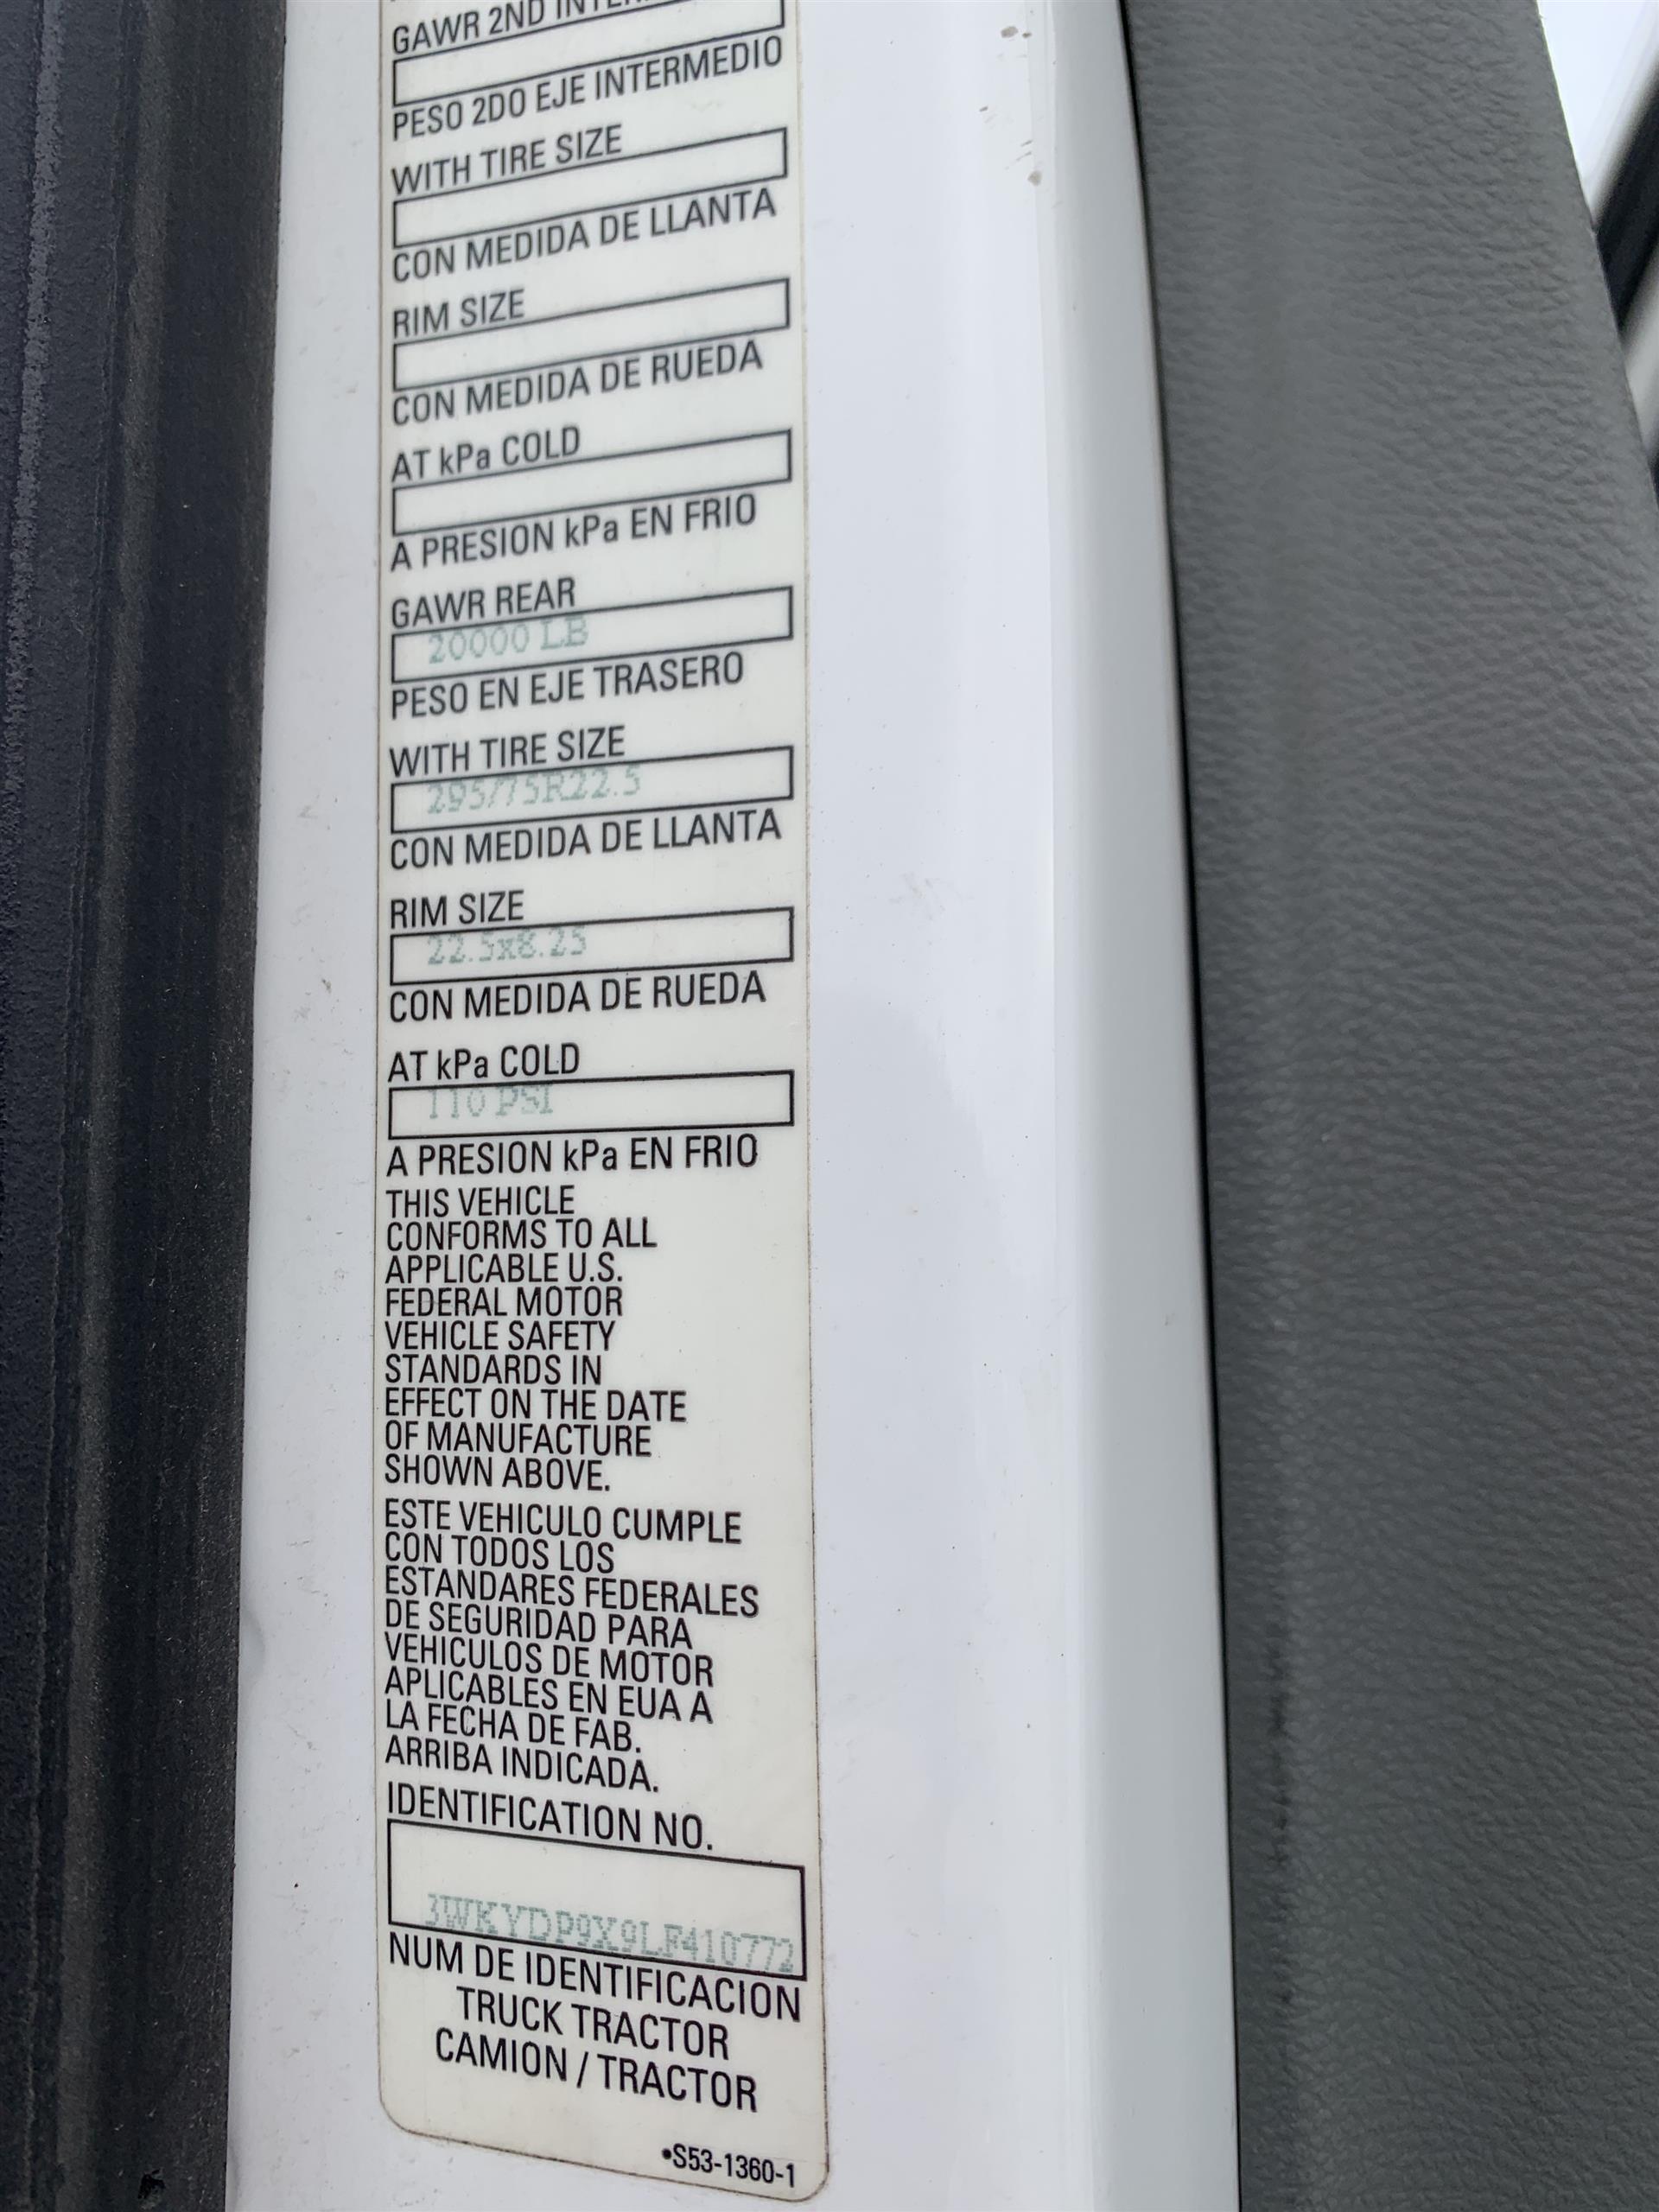 GAWR 2ND
PESO 2DO EJE INTERMEDIO
WITH TIRE SIZE
CON MEDIDA DE LLANTA
RIM SIZE
CON MEDIDA DE RUEDA
AT kPa COLD
A PRESION kPa EN FRIO
GAWR REAR
20000 LB
PESO EN EJE TRASERO
WITH TIRE SIZE
295/75R22.5
CON MEDIDA DE LLANTA
RIM SIZE
22.5x8.25
CON MEDIDA DE RUEDA
AT kPa COLD
110 PSI
A PRESION kPa EN FRIO
THIS VEHICLE
CONFORMS TO ALL
APPLICABLE U.S.
FEDERAL MOTOR
VEHICLE SAFETY
STANDARDS IN
EFFECT ON THE DATE
OF MANUFACTURE
SHOWN ABOVE.
ESTE VEHICULO CUMPLE
CON TODOS LOS
ESTANDARES FEDERALES
DE SEGURIDAD PARA
VEHICULOS DE MOTOR
APLICABLES EN EUA A
LA FECHA DE FAB.
ARRIBA INDICADA.
IDENTIFICATION NO.
3WKYDP9X9LF410772
NUM DE IDENTIFICACION
TRUCK TRACTOR
CAMION / TRACTOR
•S53-1360-1